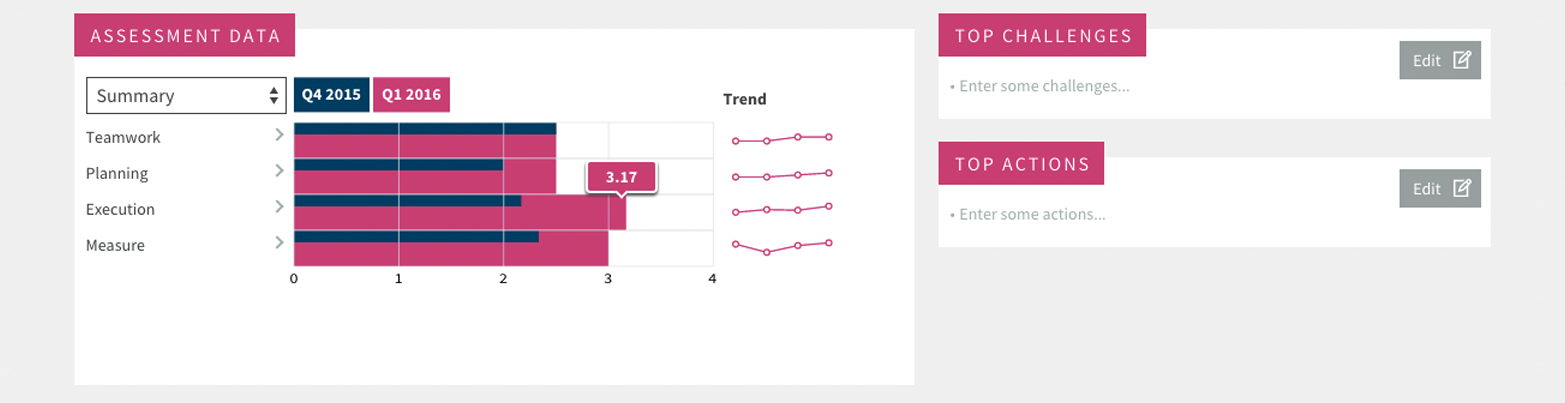 ASSESSMENT DATA
Summary
Q4 2015
Q1 2016
Trend
Teamwork
Planning
3.17
Execution
Measure
0 1 2 3 4
TOP CHALLENGES
Edit
• Enter some challenges...
TOP ACTIONS
Edit
• Enter some actions...